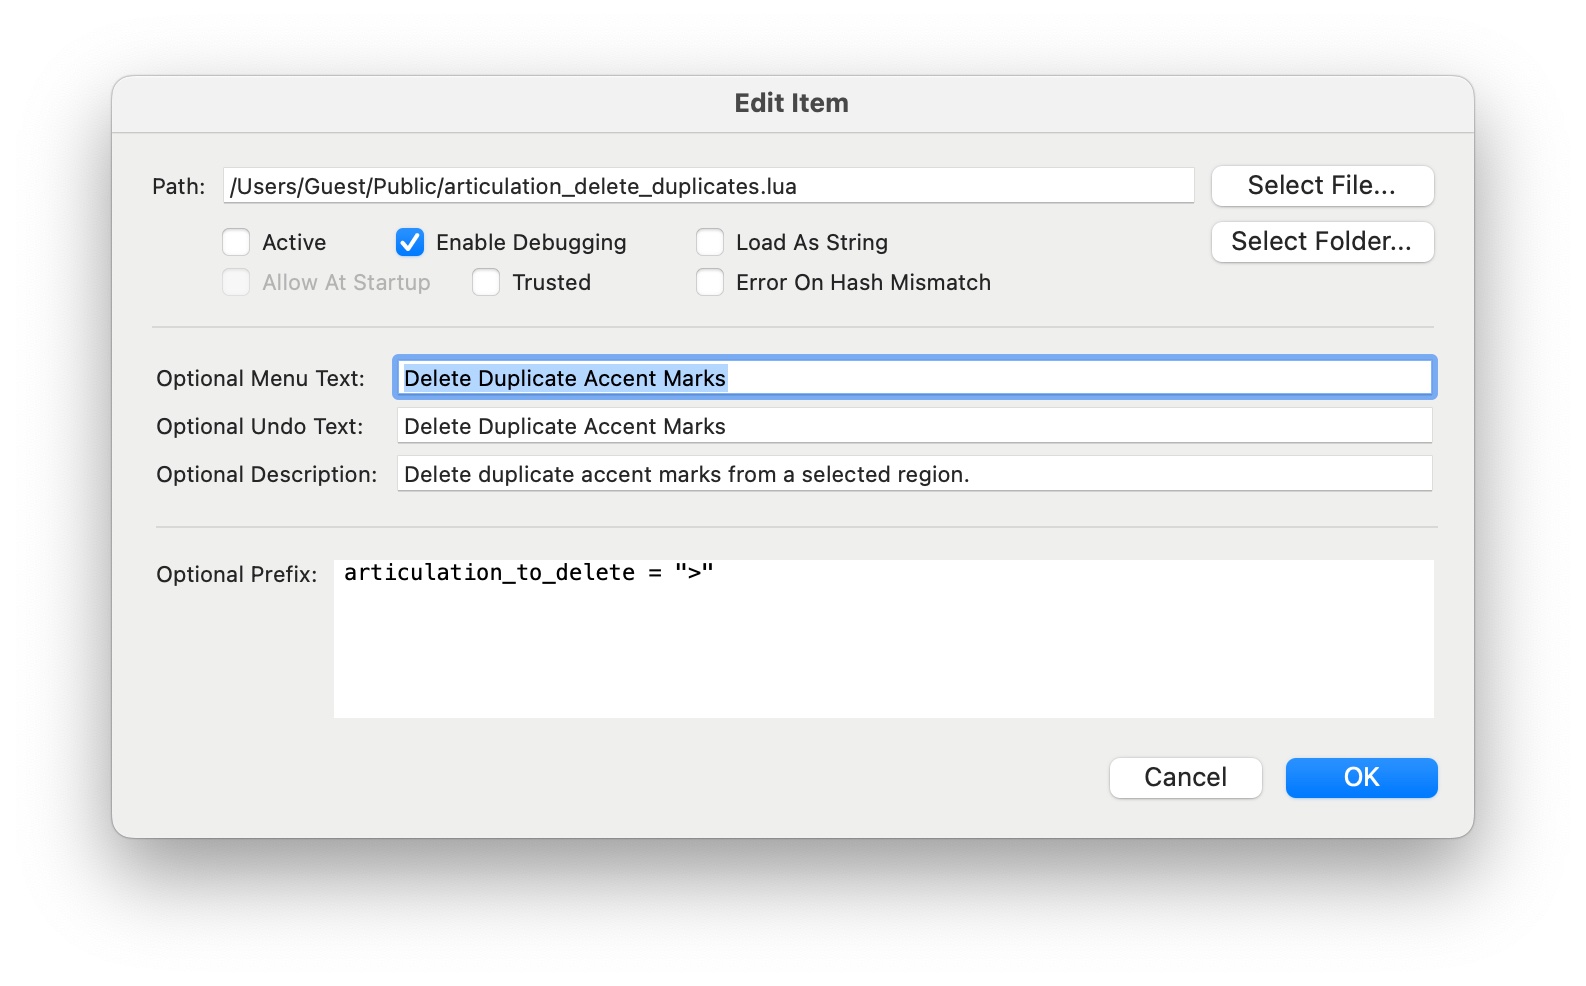 Edit Item
Path: /Users/Guest/Public/articulation_delete_duplicates.lua Select File...
Active Enable Debugging Load As String Select Folder...
Allow At Startup Trusted Error On Hash Mismatch
Optional Menu Text: Delete Duplicate Accent Marks
Optional Undo Text: Delete Duplicate Accent Marks
Optional Description: Delete duplicate accent marks from a selected region.
Optional Prefix: articulation_to_delete = ">"
Cancel OK